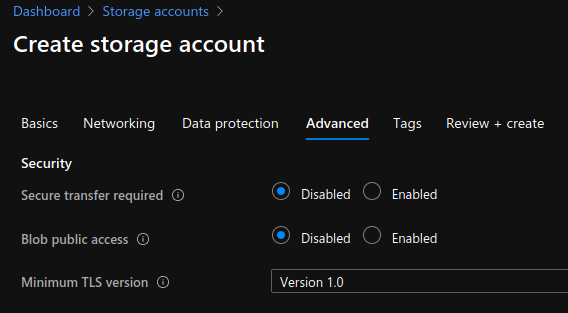 Dashboard > Storage accounts >
Create storage account
Basics Networking Data protection Advanced Tags Review + create
Security
Secure transfer required Disabled Enabled
Blob public access Disabled Enabled
Minimum TLS version Version 1.0